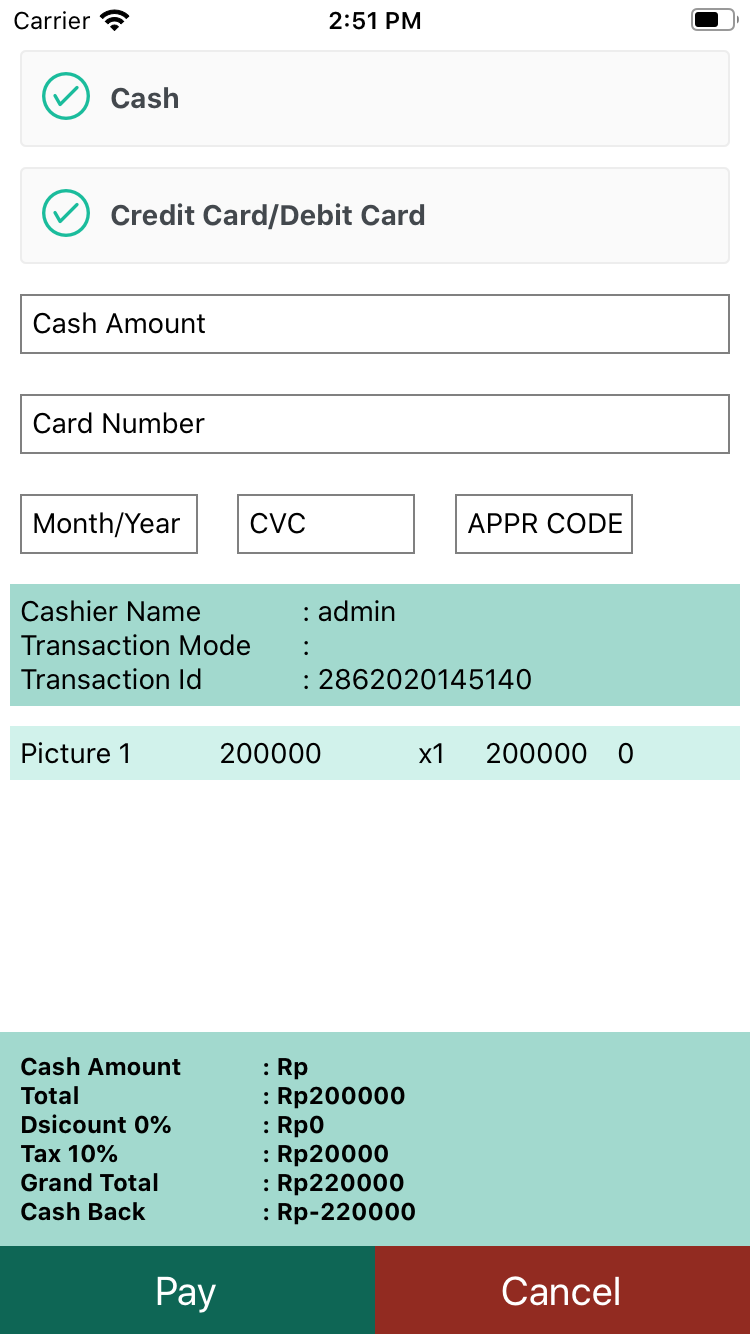 Carrier 2:51 PM
Cash
Credit Card/Debit Card
Cash Amount
Card Number
Month/Year CVC APPR CODE
Cashier Name : admin
Transaction Mode :
Transaction Id : 2862020145140
Picture 1 200000 x1 200000 0
Cash Amount : Rp
Total : Rp200000
Dsicount 0% : Rp0
Tax 10% : Rp20000
Grand Total : Rp220000
Cash Back : Rp-220000
Pay Cancel